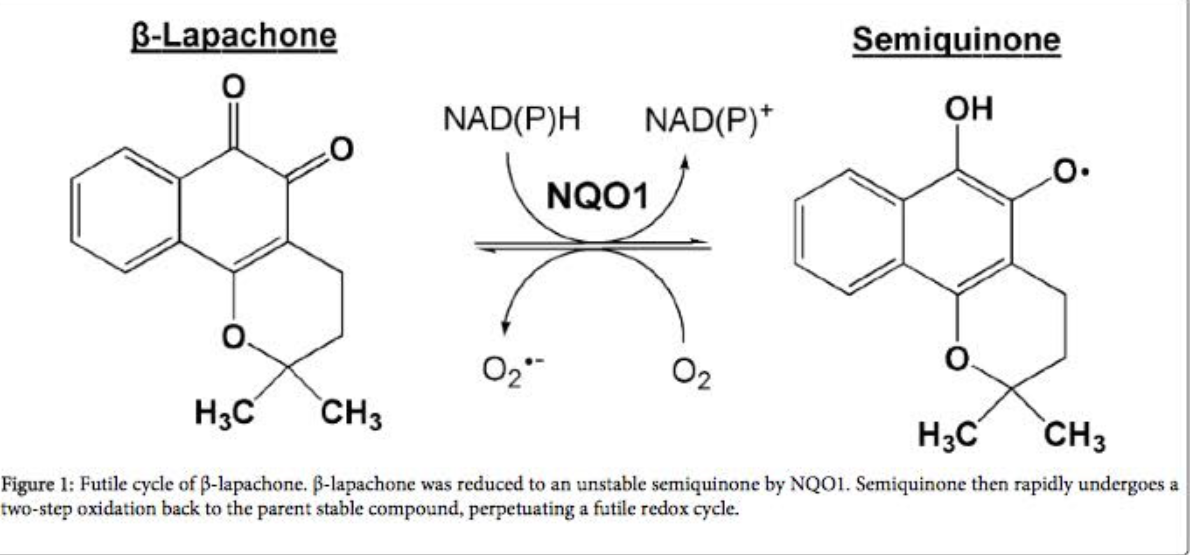 β-Lapachone
Semiquinone
O
O
NAD(P)H
NAD(P)⁺
NQO1
OH
O•
O
H₃C
CH₃
O₂•⁻
O₂
O
H₃C
CH₃
Figure 1: Futile cycle of β-lapachone. β-lapachone was reduced to an unstable semiquinone by NQO1. Semiquinone then rapidly undergoes a
two-step oxidation back to the parent stable compound, perpetuating a futile redox cycle.